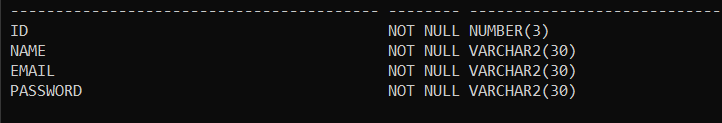 ----------------------------------------- -------- ----------------------------
ID NOT NULL NUMBER(3)
NAME NOT NULL VARCHAR2(30)
EMAIL NOT NULL VARCHAR2(30)
PASSWORD NOT NULL VARCHAR2(30)